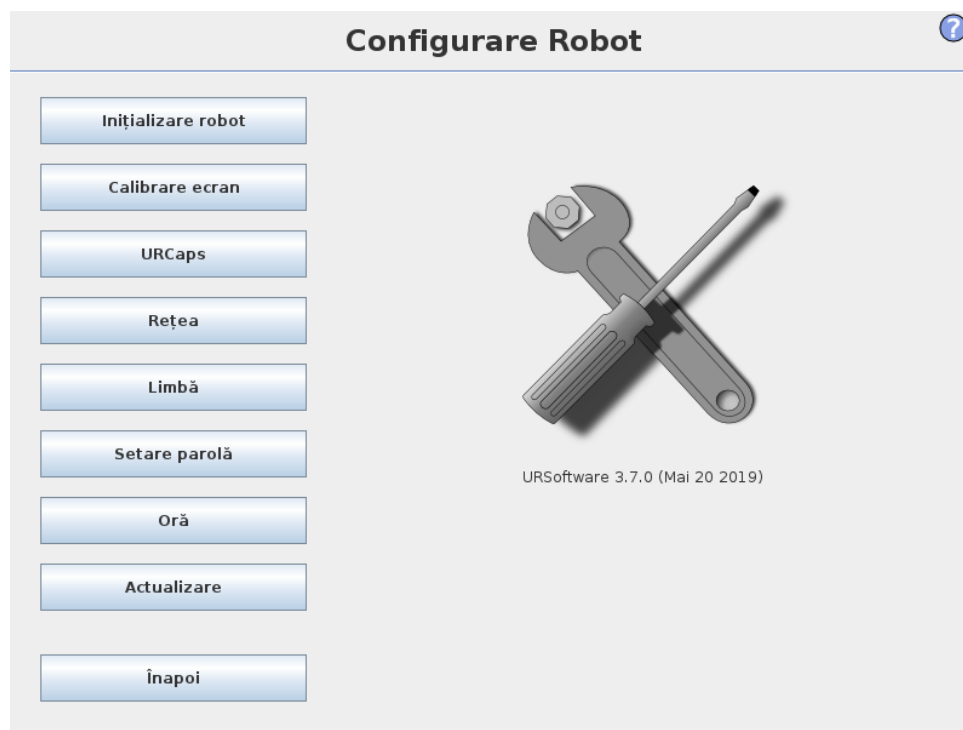 Configurare Robot
?
Inițializare robot
Calibrare ecran
URCaps
Rețea
Limbă
Setare parolă
Oră
Actualizare
Înapoi
URSoftware 3.7.0 (Mai 20 2019)